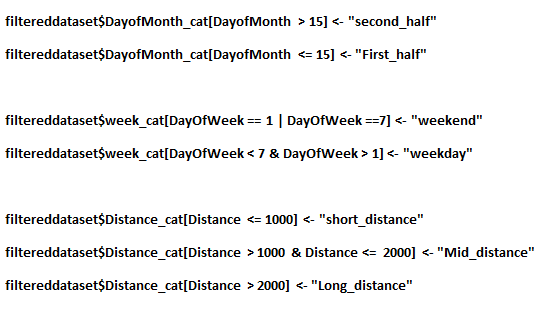 filtereddataset$DayofMonth_cat[DayofMonth > 15] <- "second_half"
filtereddataset$DayofMonth_cat[DayofMonth <= 15] <- "First_half"
filtereddataset$week_cat[DayOfWeek == 1 | DayOfWeek ==7] <- "weekend"
filtereddataset$week_cat[DayOfWeek < 7 & DayOfWeek > 1] <- "weekday"
filtereddataset$Distance_cat[Distance <= 1000] <- "short_distance"
filtereddataset$Distance_cat[Distance > 1000 & Distance <= 2000] <- "Mid_distance"
filtereddataset$Distance_cat[Distance > 2000] <- "Long_distance"